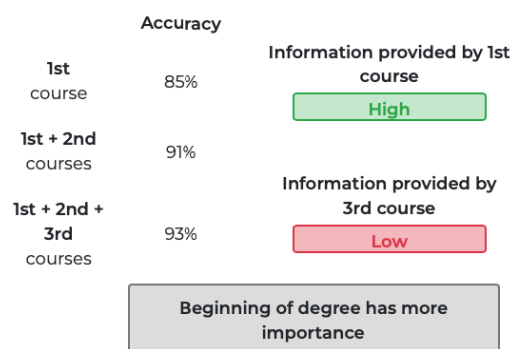 Accuracy
1st
course
85%
Information provided by 1st
course
High
1st + 2nd
courses
91%
1st + 2nd +
3rd
courses
93%
Information provided by
3rd course
Low
Beginning of degree has more
importance